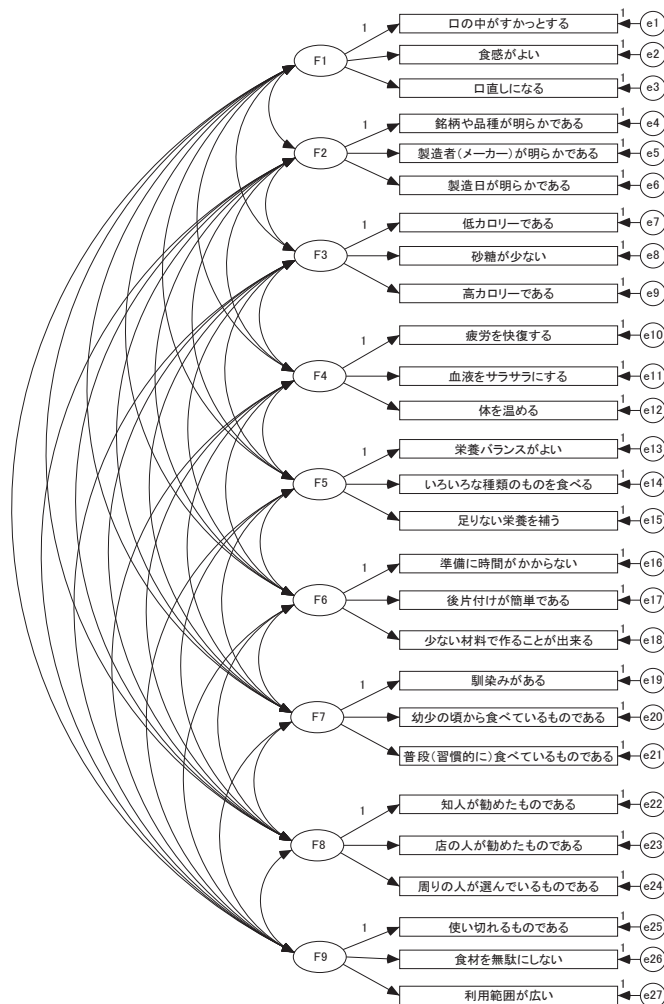 1 口の中がすかっとする 1 e1
食感がよい 1 e2
F1
口直しになる 1 e3
1 銘柄や品種が明らかである 1 e4
F2 製造者(メーカー)が明らかである 1 e5
製造日が明らかである 1 e6
1 低カロリーである 1 e7
F3 砂糖が少ない 1 e8
高カロリーである 1 e9
1 疲労を快復する 1 e10
F4 血液をサラサラにする 1 e11
体を温める 1 e12
1 栄養バランスがよい 1 e13
F5 いろいろな種類のものを食べる 1 e14
足りない栄養を補う 1 e15
1 準備に時間がかからない 1 e16
F6 後片付けが簡単である 1 e17
少ない材料で作ることが出来る 1 e18
1 馴染みがある 1 e19
F7 幼少の頃から食べているものである 1 e20
普段(習慣的に)食べているものである 1 e21
1 知人が勧めたものである 1 e22
F8 店の人が勧めたものである 1 e23
周りの人が選んでいるものである 1 e24
1 使い切れるものである 1 e25
F9 食材を無駄にしない 1 e26
利用範囲が広い 1 e27